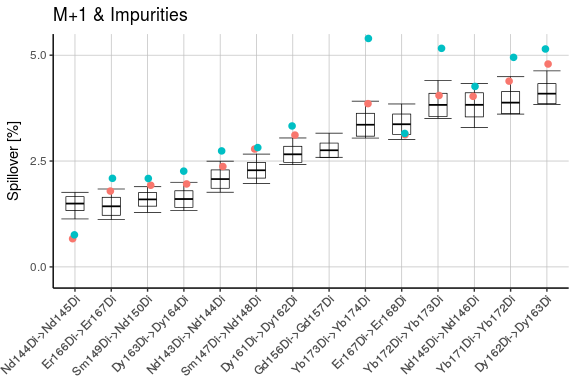 M+1 & Impurities
Spillover [%]
5.0
2.5
0.0
Nd144Di->Nd145Di
Er166Di->Er167Di
Sm149Di->Nd150Di
Dy163Di->Dy164Di
Nd143Di->Nd144Di
Sm147Di->Nd148Di
Dy161Di->Dy162Di
Gd156Di->Gd157Di
Yb173Di->Yb174Di
Er167Di->Er168Di
Yb172Di->Yb173Di
Nd145Di->Nd146Di
Yb171Di->Yb172Di
Dy162Di->Dy163Di